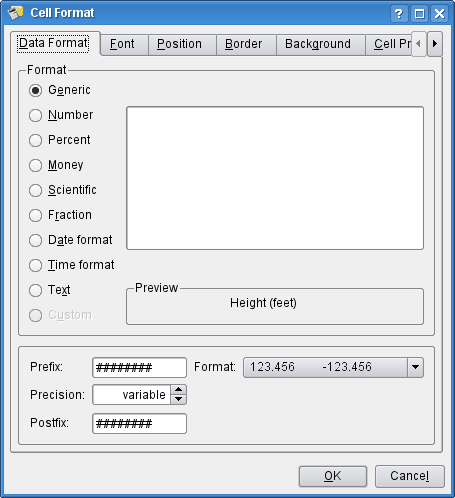 Cell Format
Data Format Font Position Border Background Cell Pr
Format
Generic
Number
Percent
Money
Scientific
Fraction
Date format
Time format
Text
Custom
Preview
Height (feet)
Prefix: ######## Format: 123.456 -123.456
Precision: variable
Postfix: ########
OK Cancel